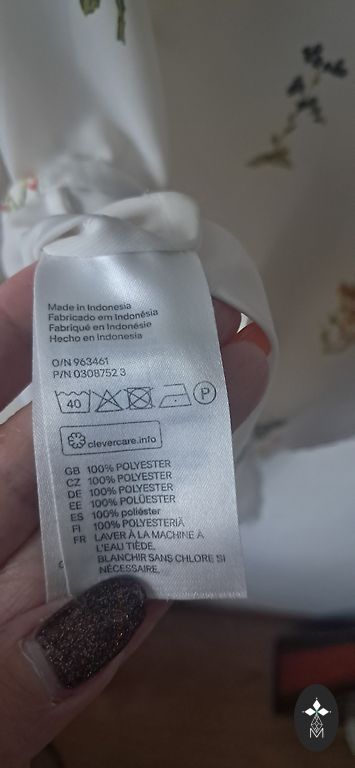 Made in Indonesia
Fabricado em Indonésia
Fabriqué en Indonésie
Hecho en Indonesia
O/N 963461
P/N 0308752 3
40 P
clevercare.info
GB 100% POLYESTER
CZ 100% POLYESTER
DE 100% POLYESTER
EE 100% POLÜESTER
ES 100% poliéster
FI 100% POLYESTERIÄ
FR LAVER À LA MACHINE A
L'EAU TIÈDE.
BLANCHIR SANS CHLORE SI
NÉCESSAIRE.
M